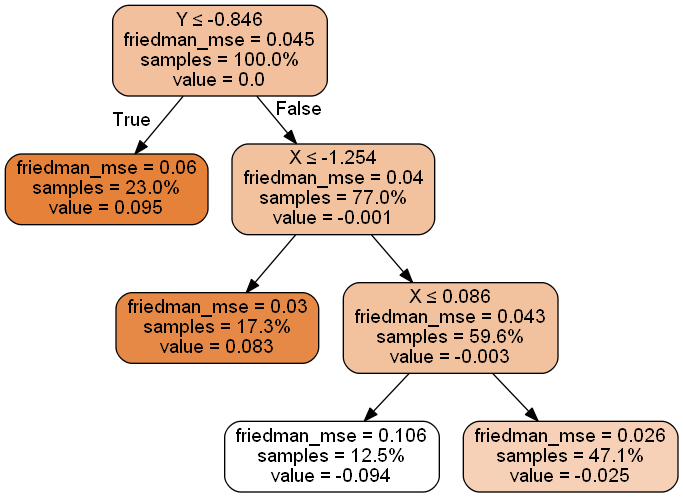 Y ≤ -0.846
friedman_mse = 0.045
samples = 100.0%
value = 0.0
True
False
friedman_mse = 0.06
samples = 23.0%
value = 0.095
X ≤ -1.254
friedman_mse = 0.04
samples = 77.0%
value = -0.001
friedman_mse = 0.03
samples = 17.3%
value = 0.083
X ≤ 0.086
friedman_mse = 0.043
samples = 59.6%
value = -0.003
friedman_mse = 0.106
samples = 12.5%
value = -0.094
friedman_mse = 0.026
samples = 47.1%
value = -0.025